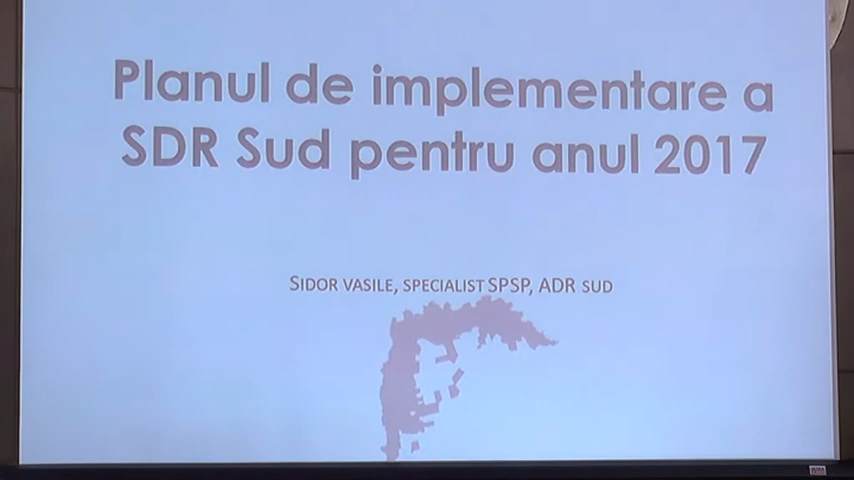 Planul de implementare a
SDR Sud pentru anul 2017
SIDOR VASILE, SPECIALIST SPSP, ADR SUD